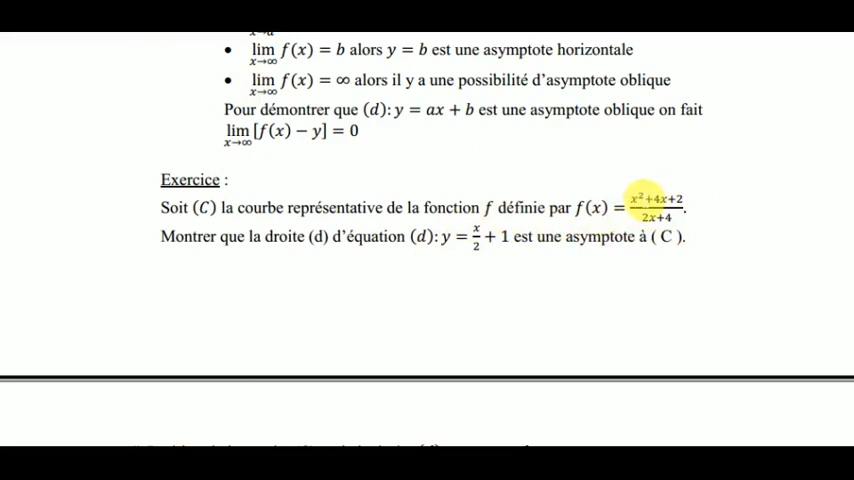 • lim f(x) = b alors y = b est une asymptote horizontale
x→∞
• lim f(x) = ∞ alors il y a une possibilité d’asymptote oblique
x→∞
Pour démontrer que (d): y = ax + b est une asymptote oblique on fait
lim [f(x) − y] = 0
x→∞
Exercice :
Soit (C) la courbe représentative de la fonction f définie par f(x) = (x²+4x+2)/(2x+4).
Montrer que la droite (d) d’équation (d): y = x/2 + 1 est une asymptote à ( C ).